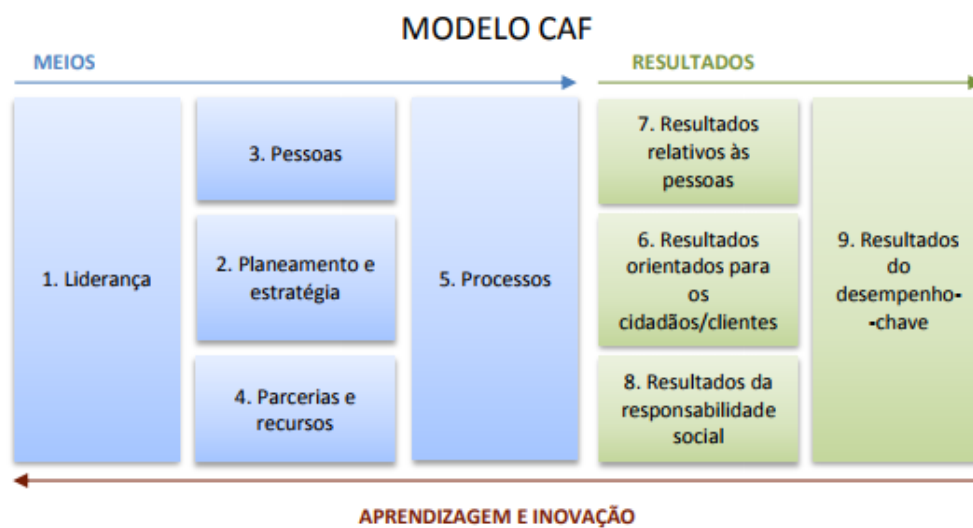 MODELO CAF
MEIOS
RESULTADOS
1. Liderança
3. Pessoas
2. Planeamento e
estratégia
4. Parcerias e
recursos
5. Processos
7. Resultados
relativos às
pessoas
6. Resultados
orientados para
os
cidadãos/clientes
8. Resultados da
responsabilidade
social
9. Resultados
do
desempenho-
-chave
APRENDIZAGEM E INOVAÇÃO